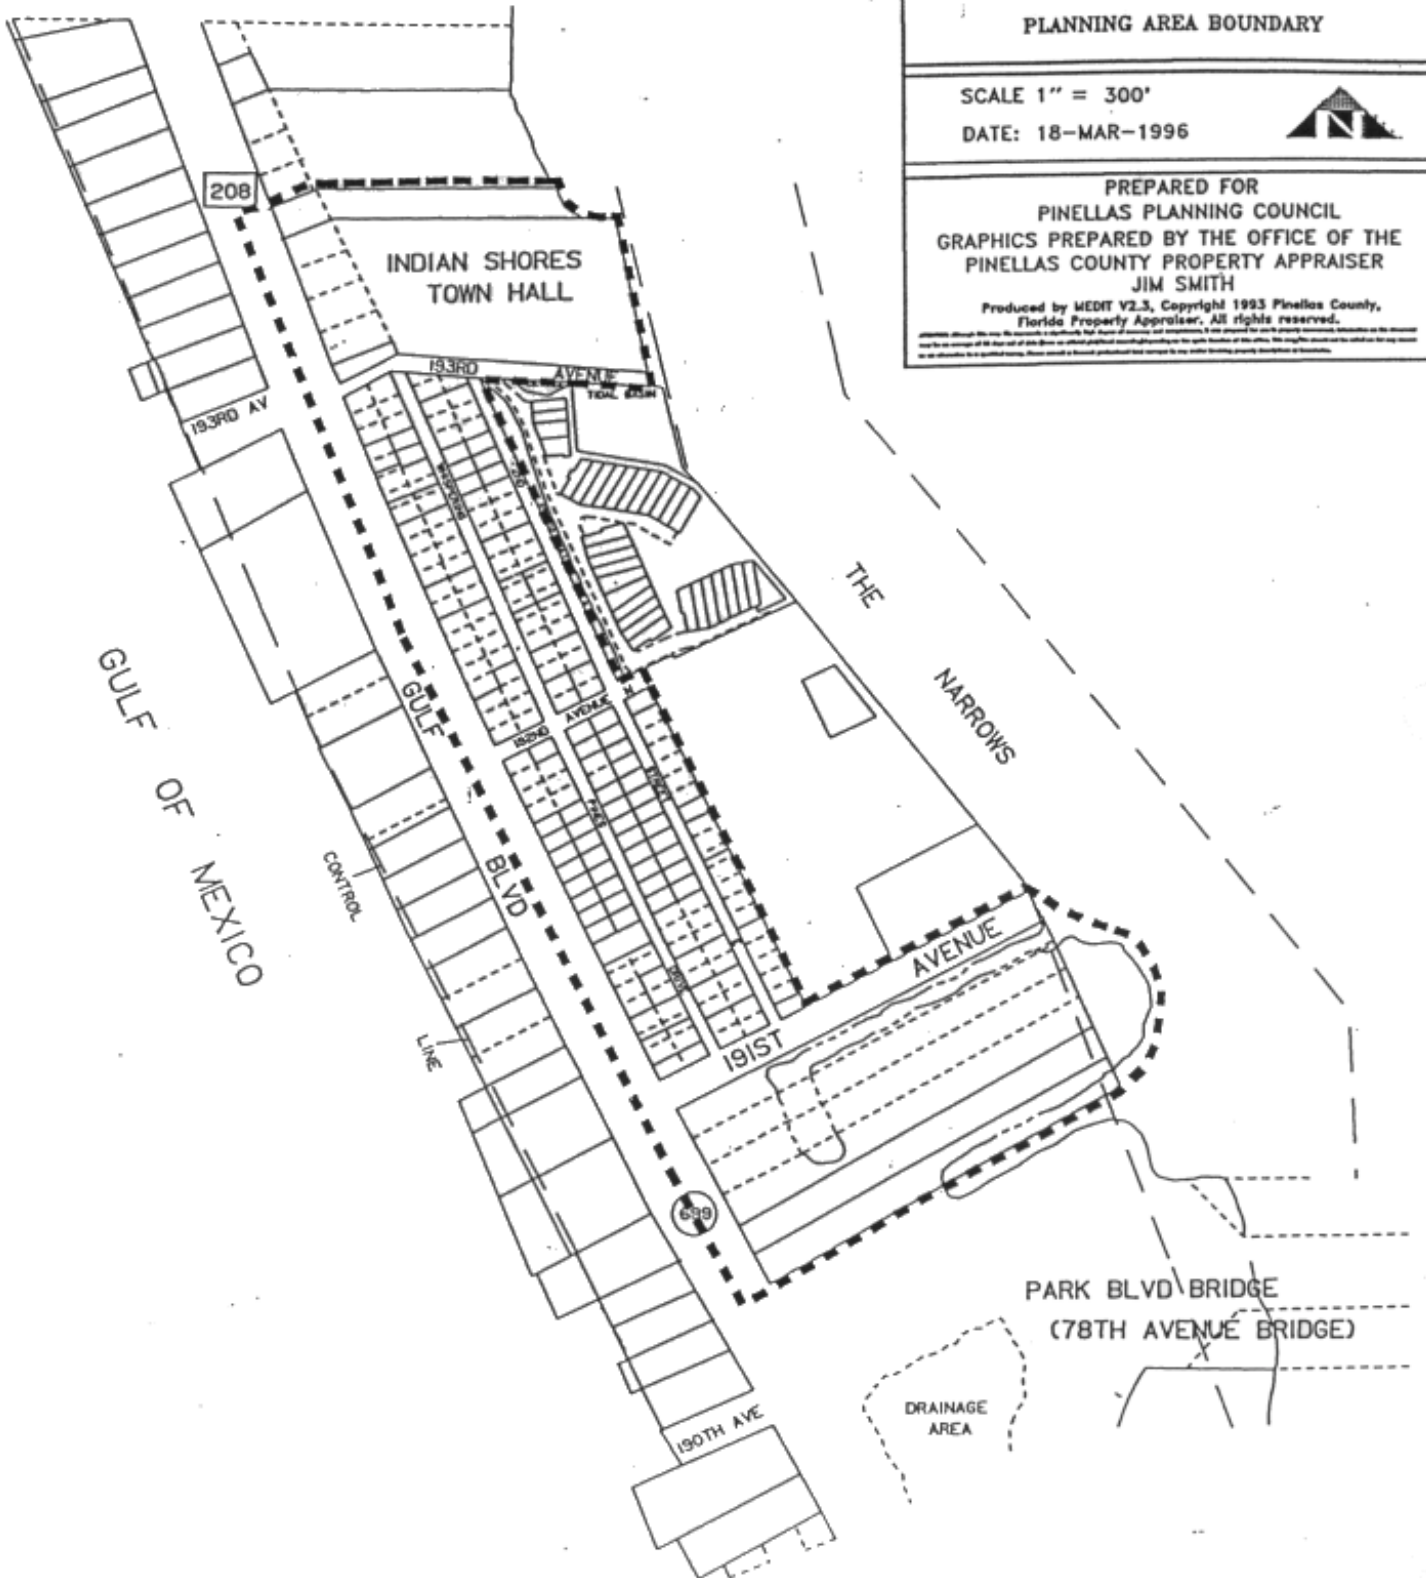 PLANNING AREA BOUNDARY
SCALE 1" = 300'
DATE: 18-MAR-1996
N
PREPARED FOR
PINELLAS PLANNING COUNCIL
GRAPHICS PREPARED BY THE OFFICE OF THE
PINELLAS COUNTY PROPERTY APPRAISER
JIM SMITH
Produced by MEDIT V2.3, Copyright 1993 Pinellas County,
Florida Property Appraiser. All rights reserved.
208
INDIAN SHORES
TOWN HALL
193RD AVENUE
TIDAL BASIN
193RD AV
WHISPERING
THE
NARROWS
GULF
OF
MEXICO
GULF
BLVD
192ND AVENUE
PINES
STREET
CONTROL
LINE
191ST AVENUE
699
PARK BLVD BRIDGE
(78TH AVENUE BRIDGE)
DRAINAGE
AREA
190TH AVE